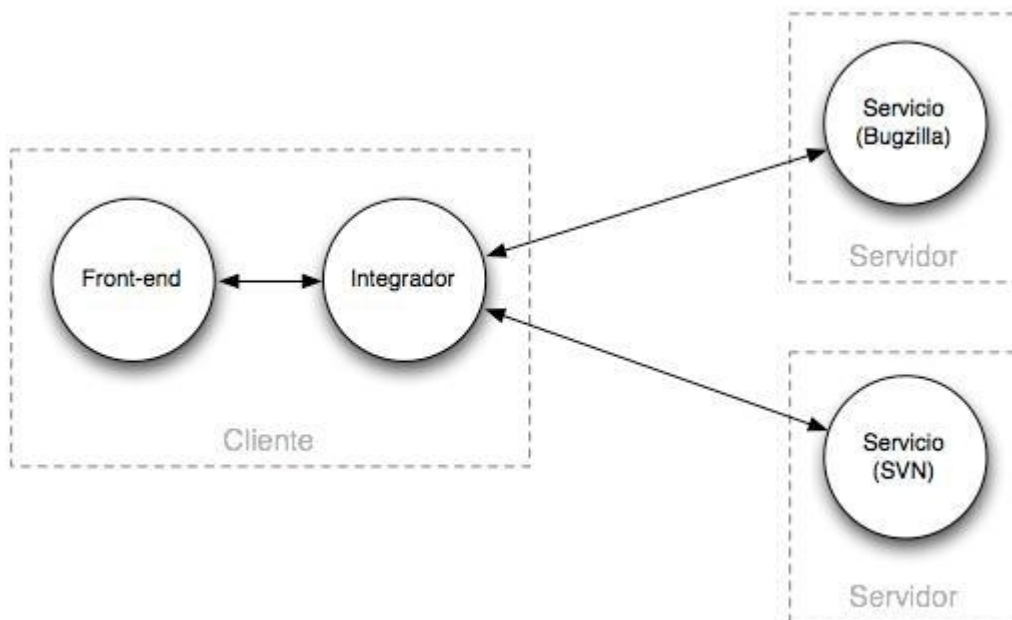 Servicio
(Bugzilla)
Servidor
Front-end
Integrador
Cliente
Servicio
(SVN)
Servidor